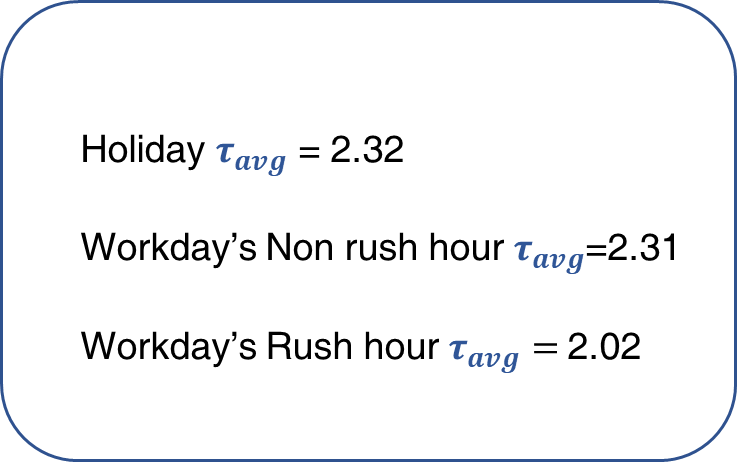 Holiday τ_avg = 2.32
Workday’s Non rush hour τ_avg=2.31
Workday’s Rush hour τ_avg = 2.02